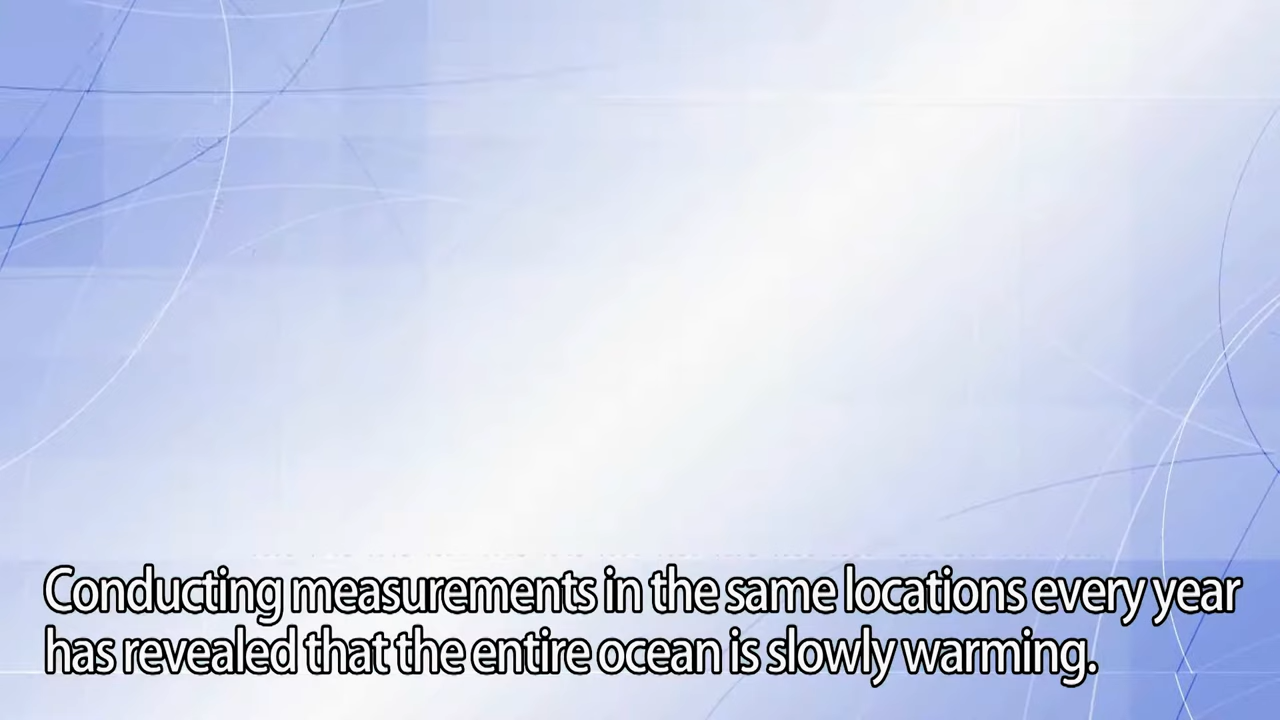 Conducting measurements in the same locations every year
has revealed that the entire ocean is slowly warming.